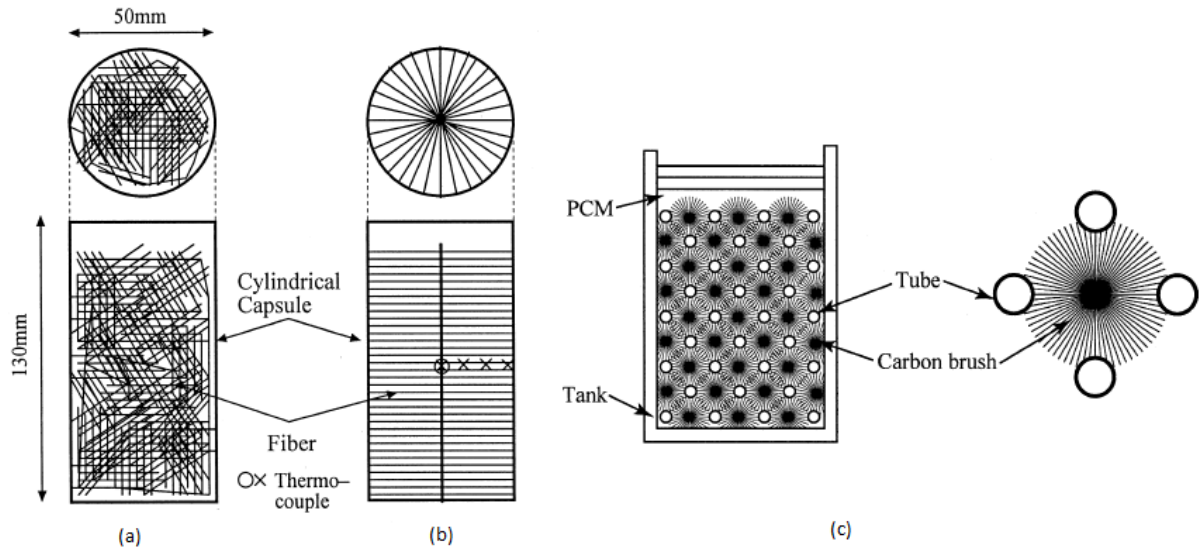 50mm
130mm
Cylindrical
Capsule
Fiber
○× Thermo-
couple
(a)
(b)
PCM
Tube
Carbon brush
Tank
(c)